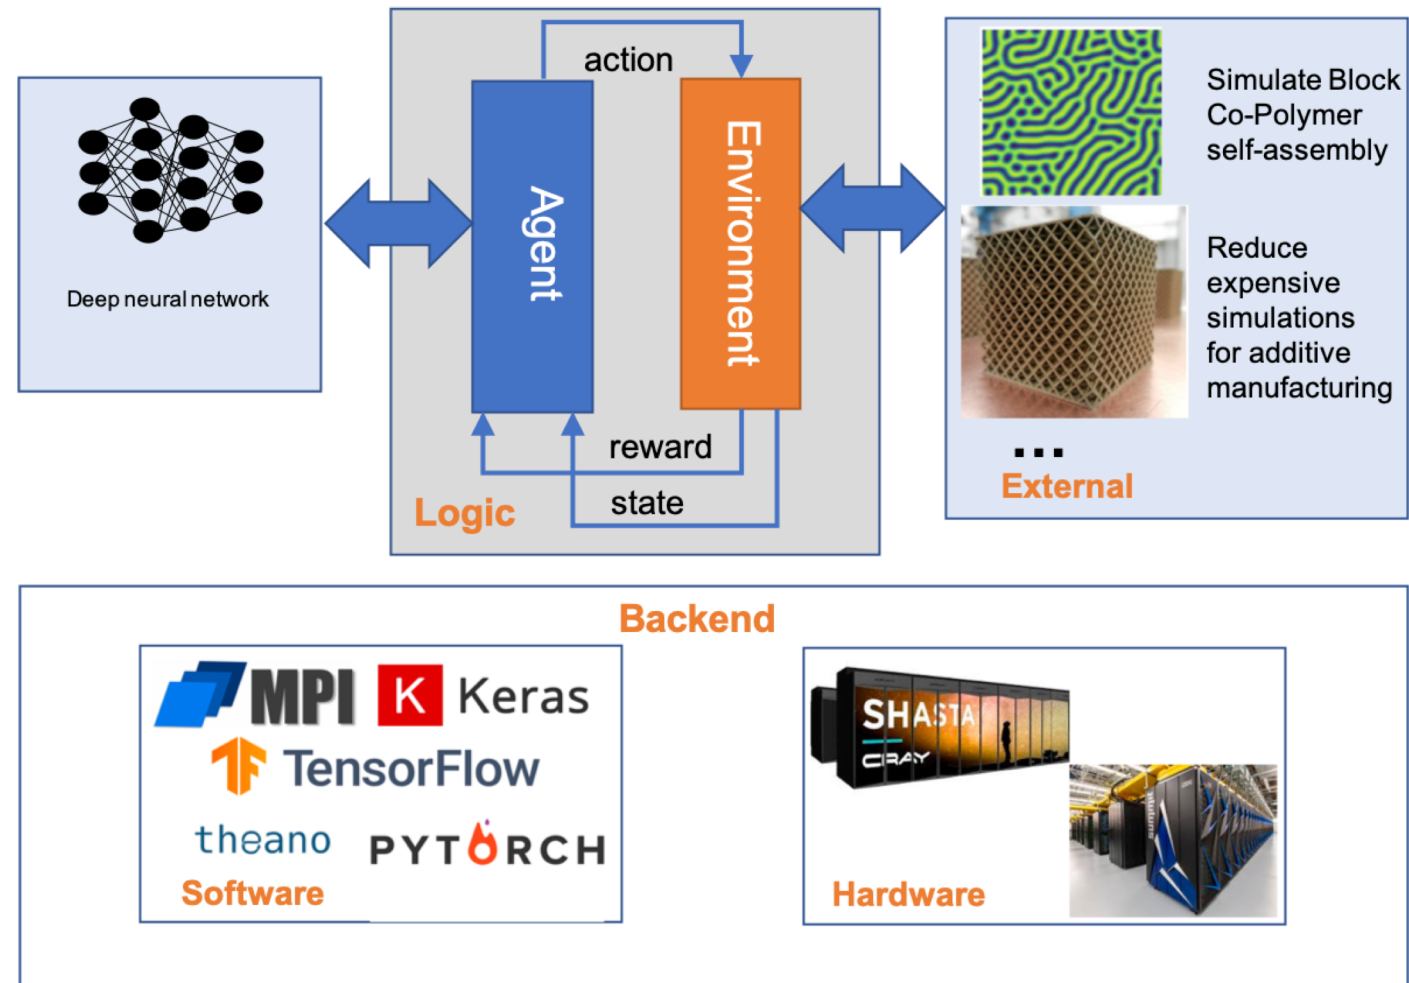 Deep neural network
action
Agent
Environment
reward
state
Logic
Simulate Block
Co-Polymer
self-assembly
Reduce
expensive
simulations
for additive
manufacturing
...
External
Backend
MPI
K Keras
TensorFlow
theano
PYTORCH
Software
SHASTA
CRAY
Hardware